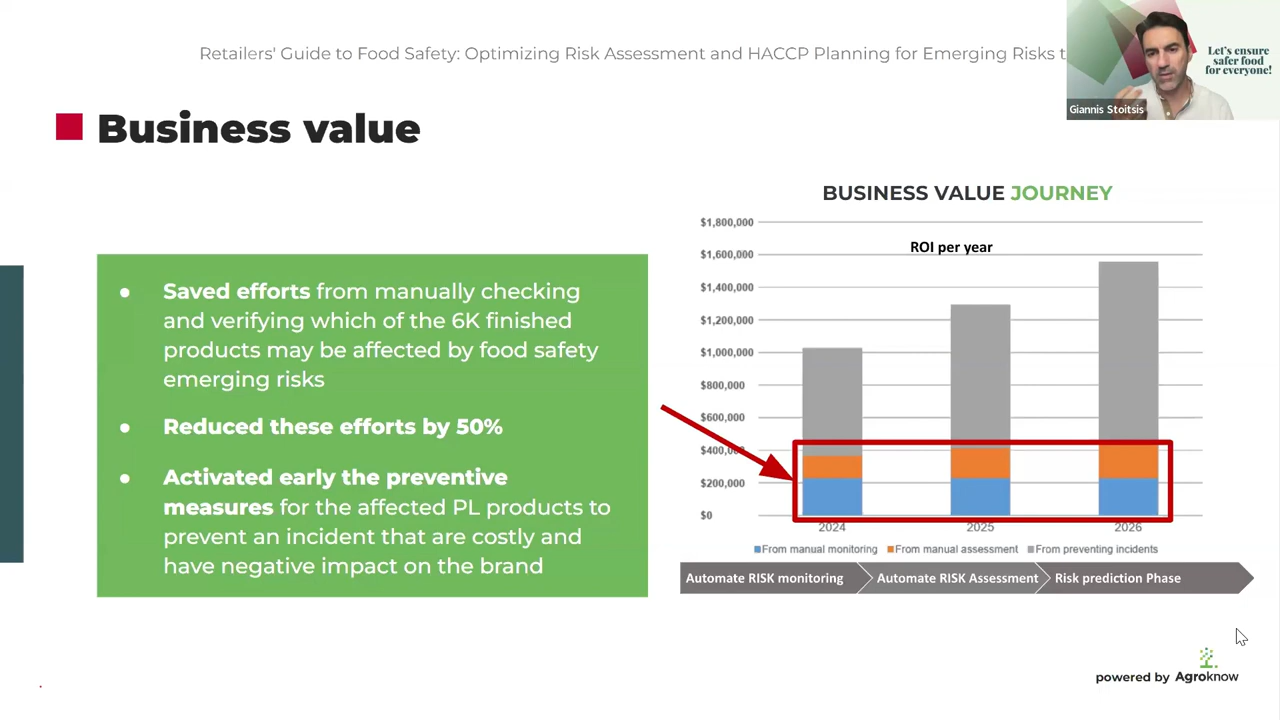 Retailers' Guide to Food Safety: Optimizing Risk Assessment and HACCP Planning for Emerging Risks
Let's ensure
safer food
for everyone!
Giannis Stoitsis
Business value
Saved efforts from manually checking
and verifying which of the 6K finished
products may be affected by food safety
emerging risks
Reduced these efforts by 50%
Activated early the preventive
measures for the affected PL products to
prevent an incident that are costly and
have negative impact on the brand
BUSINESS VALUE JOURNEY
ROI per year
$1,800,000
$1,600,000
$1,400,000
$1,200,000
$1,000,000
$800,000
$600,000
$400,000
$200,000
$0
2024 2025 2026
From manual monitoring From manual assessment From preventing incidents
Automate RISK monitoring Automate RISK Assessment Risk prediction Phase
powered by Agroknow